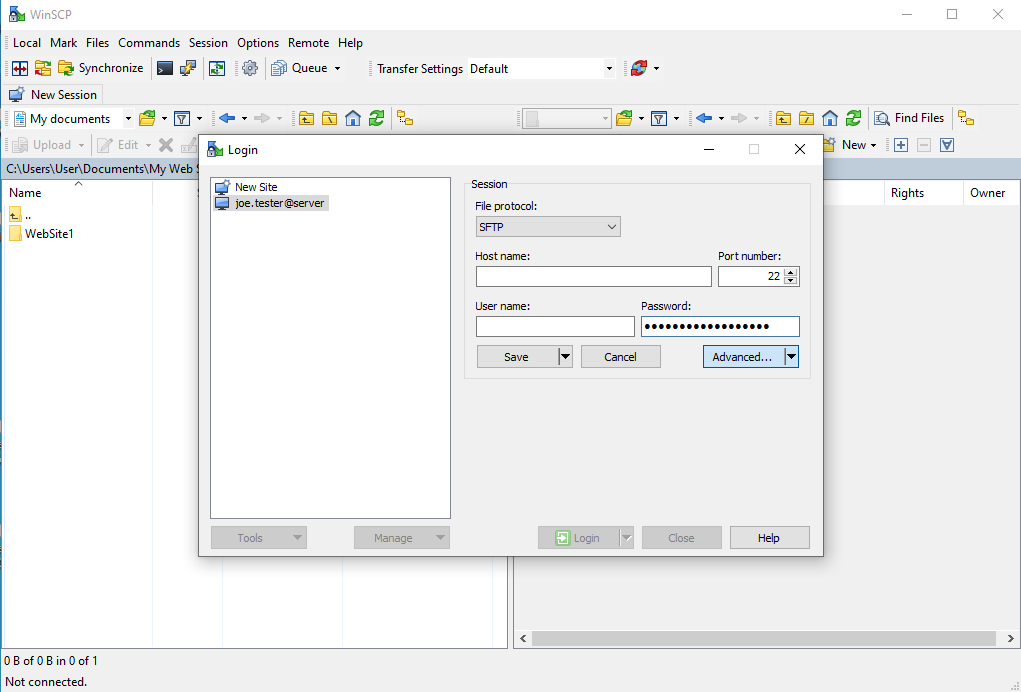 WinSCP
Local Mark Files Commands Session Options Remote Help
Synchronize Queue Transfer Settings Default
New Session
My documents Find Files
Upload Edit New
C:\Users\User\Documents\My Web
Name Rights Owner
..
WebSite1
Login
New Site
joe.tester@server
Session
File protocol:
SFTP
Host name: Port number:
22
User name: Password:
••••••••••••••••••
Save Cancel Advanced...
Tools Manage Login Close Help
0 B of 0 B in 0 of 1
Not connected.